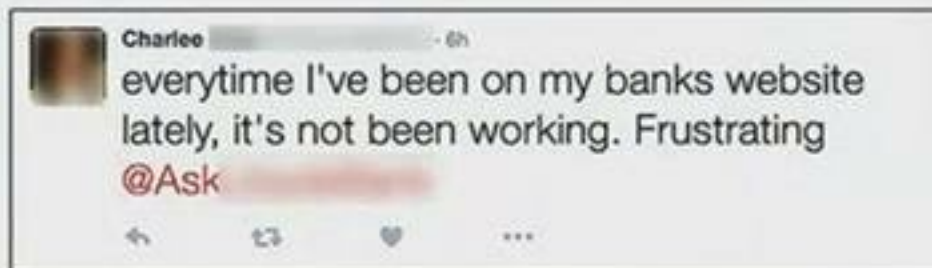 Charlee - 6h
everytime I've been on my banks website
lately, it's not been working. Frustrating
@Ask